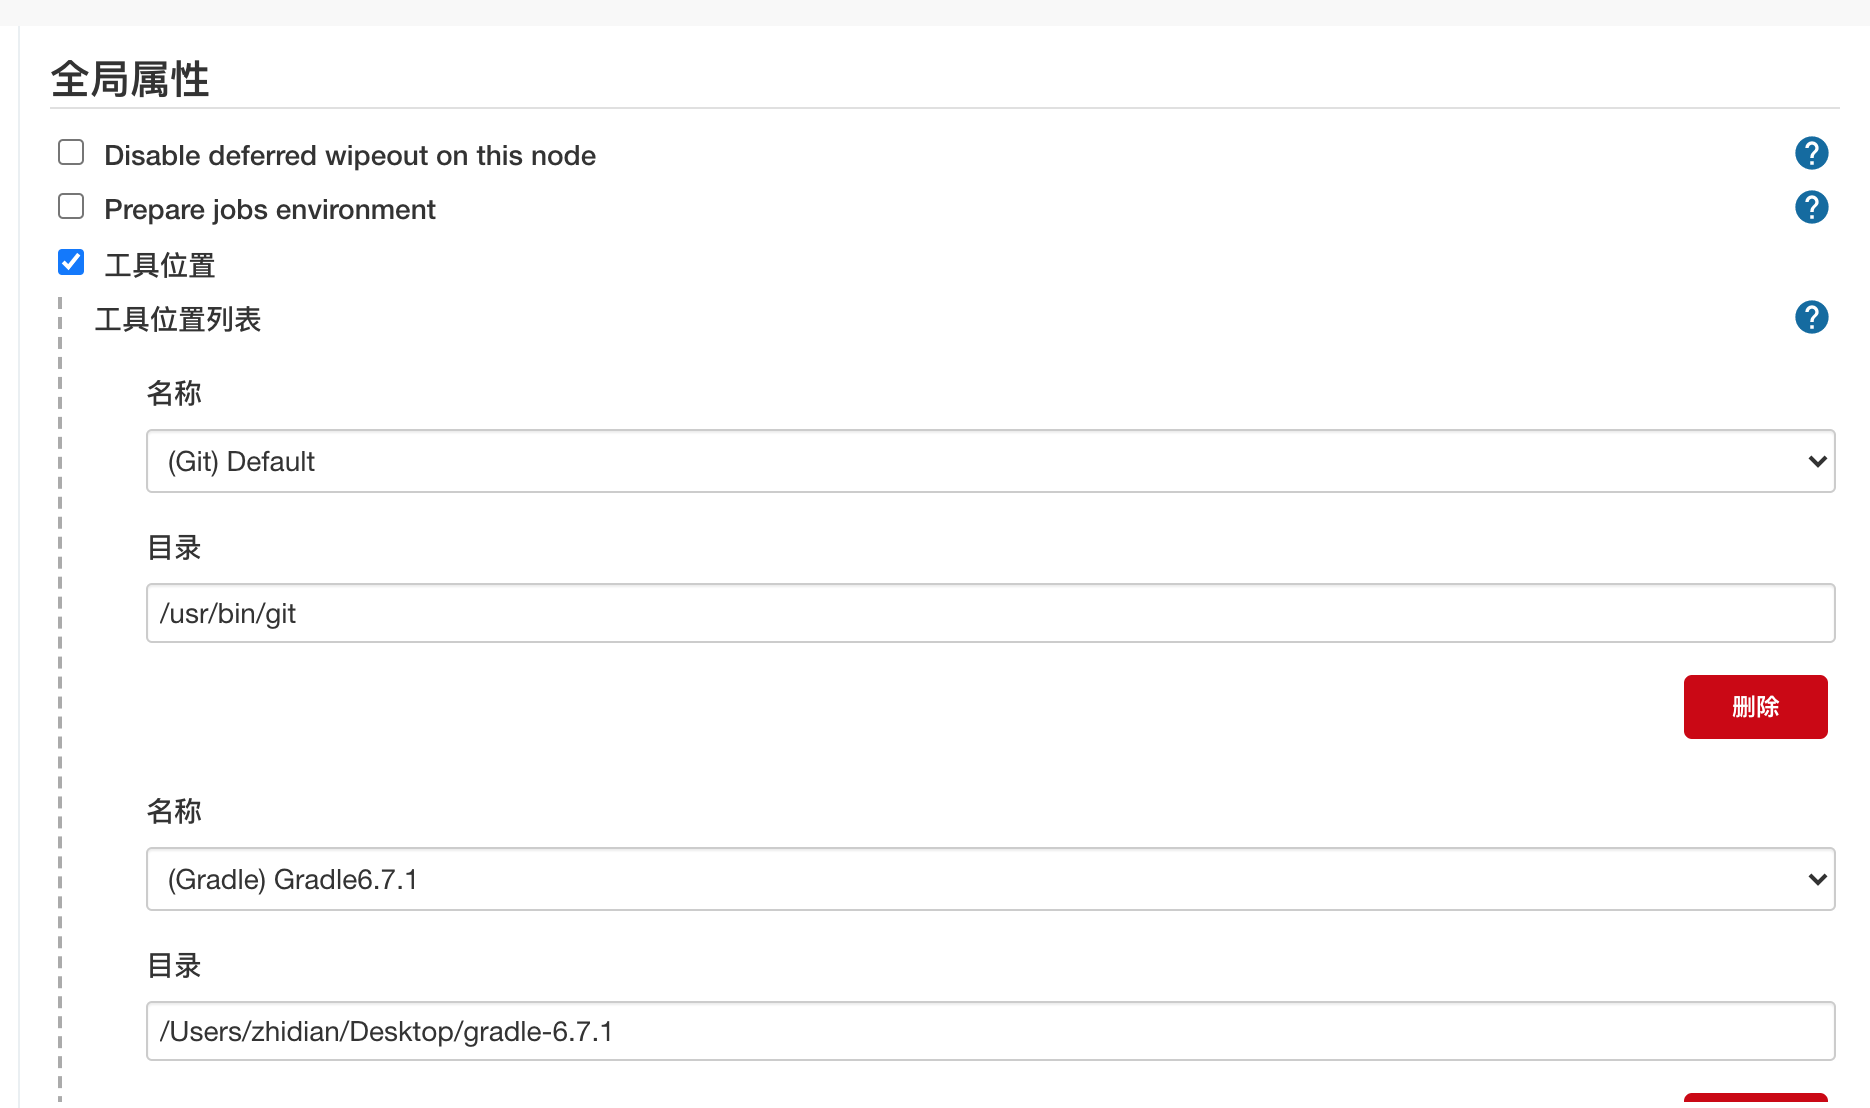 全局属性
Disable deferred wipeout on this node
?
Prepare jobs environment
?
工具位置
工具位置列表
?
名称
(Git) Default
目录
/usr/bin/git
删除
名称
(Gradle) Gradle6.7.1
目录
/Users/zhidian/Desktop/gradle-6.7.1